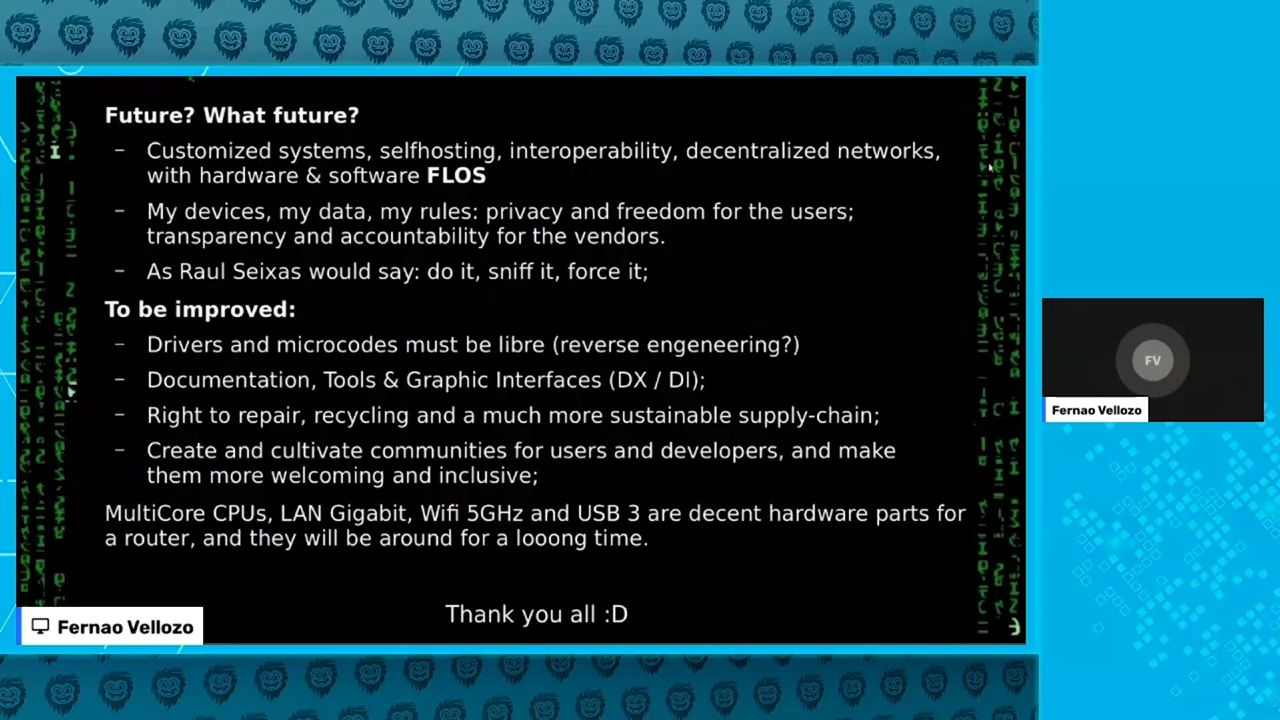 Future? What future?
– Customized systems, selfhosting, interoperability, decentralized networks,
with hardware & software FLOS
– My devices, my data, my rules: privacy and freedom for the users;
transparency and accountability for the vendors.
– As Raul Seixas would say: do it, sniff it, force it;
To be improved:
– Drivers and microcodes must be libre (reverse engeneering?)
– Documentation, Tools & Graphic Interfaces (DX / DI);
– Right to repair, recycling and a much more sustainable supply-chain;
– Create and cultivate communities for users and developers, and make
them more welcoming and inclusive;
MultiCore CPUs, LAN Gigabit, Wifi 5GHz and USB 3 are decent hardware parts for
a router, and they will be around for a looong time.
Thank you all :D
Fernao Vellozo
FV
Fernao Vellozo